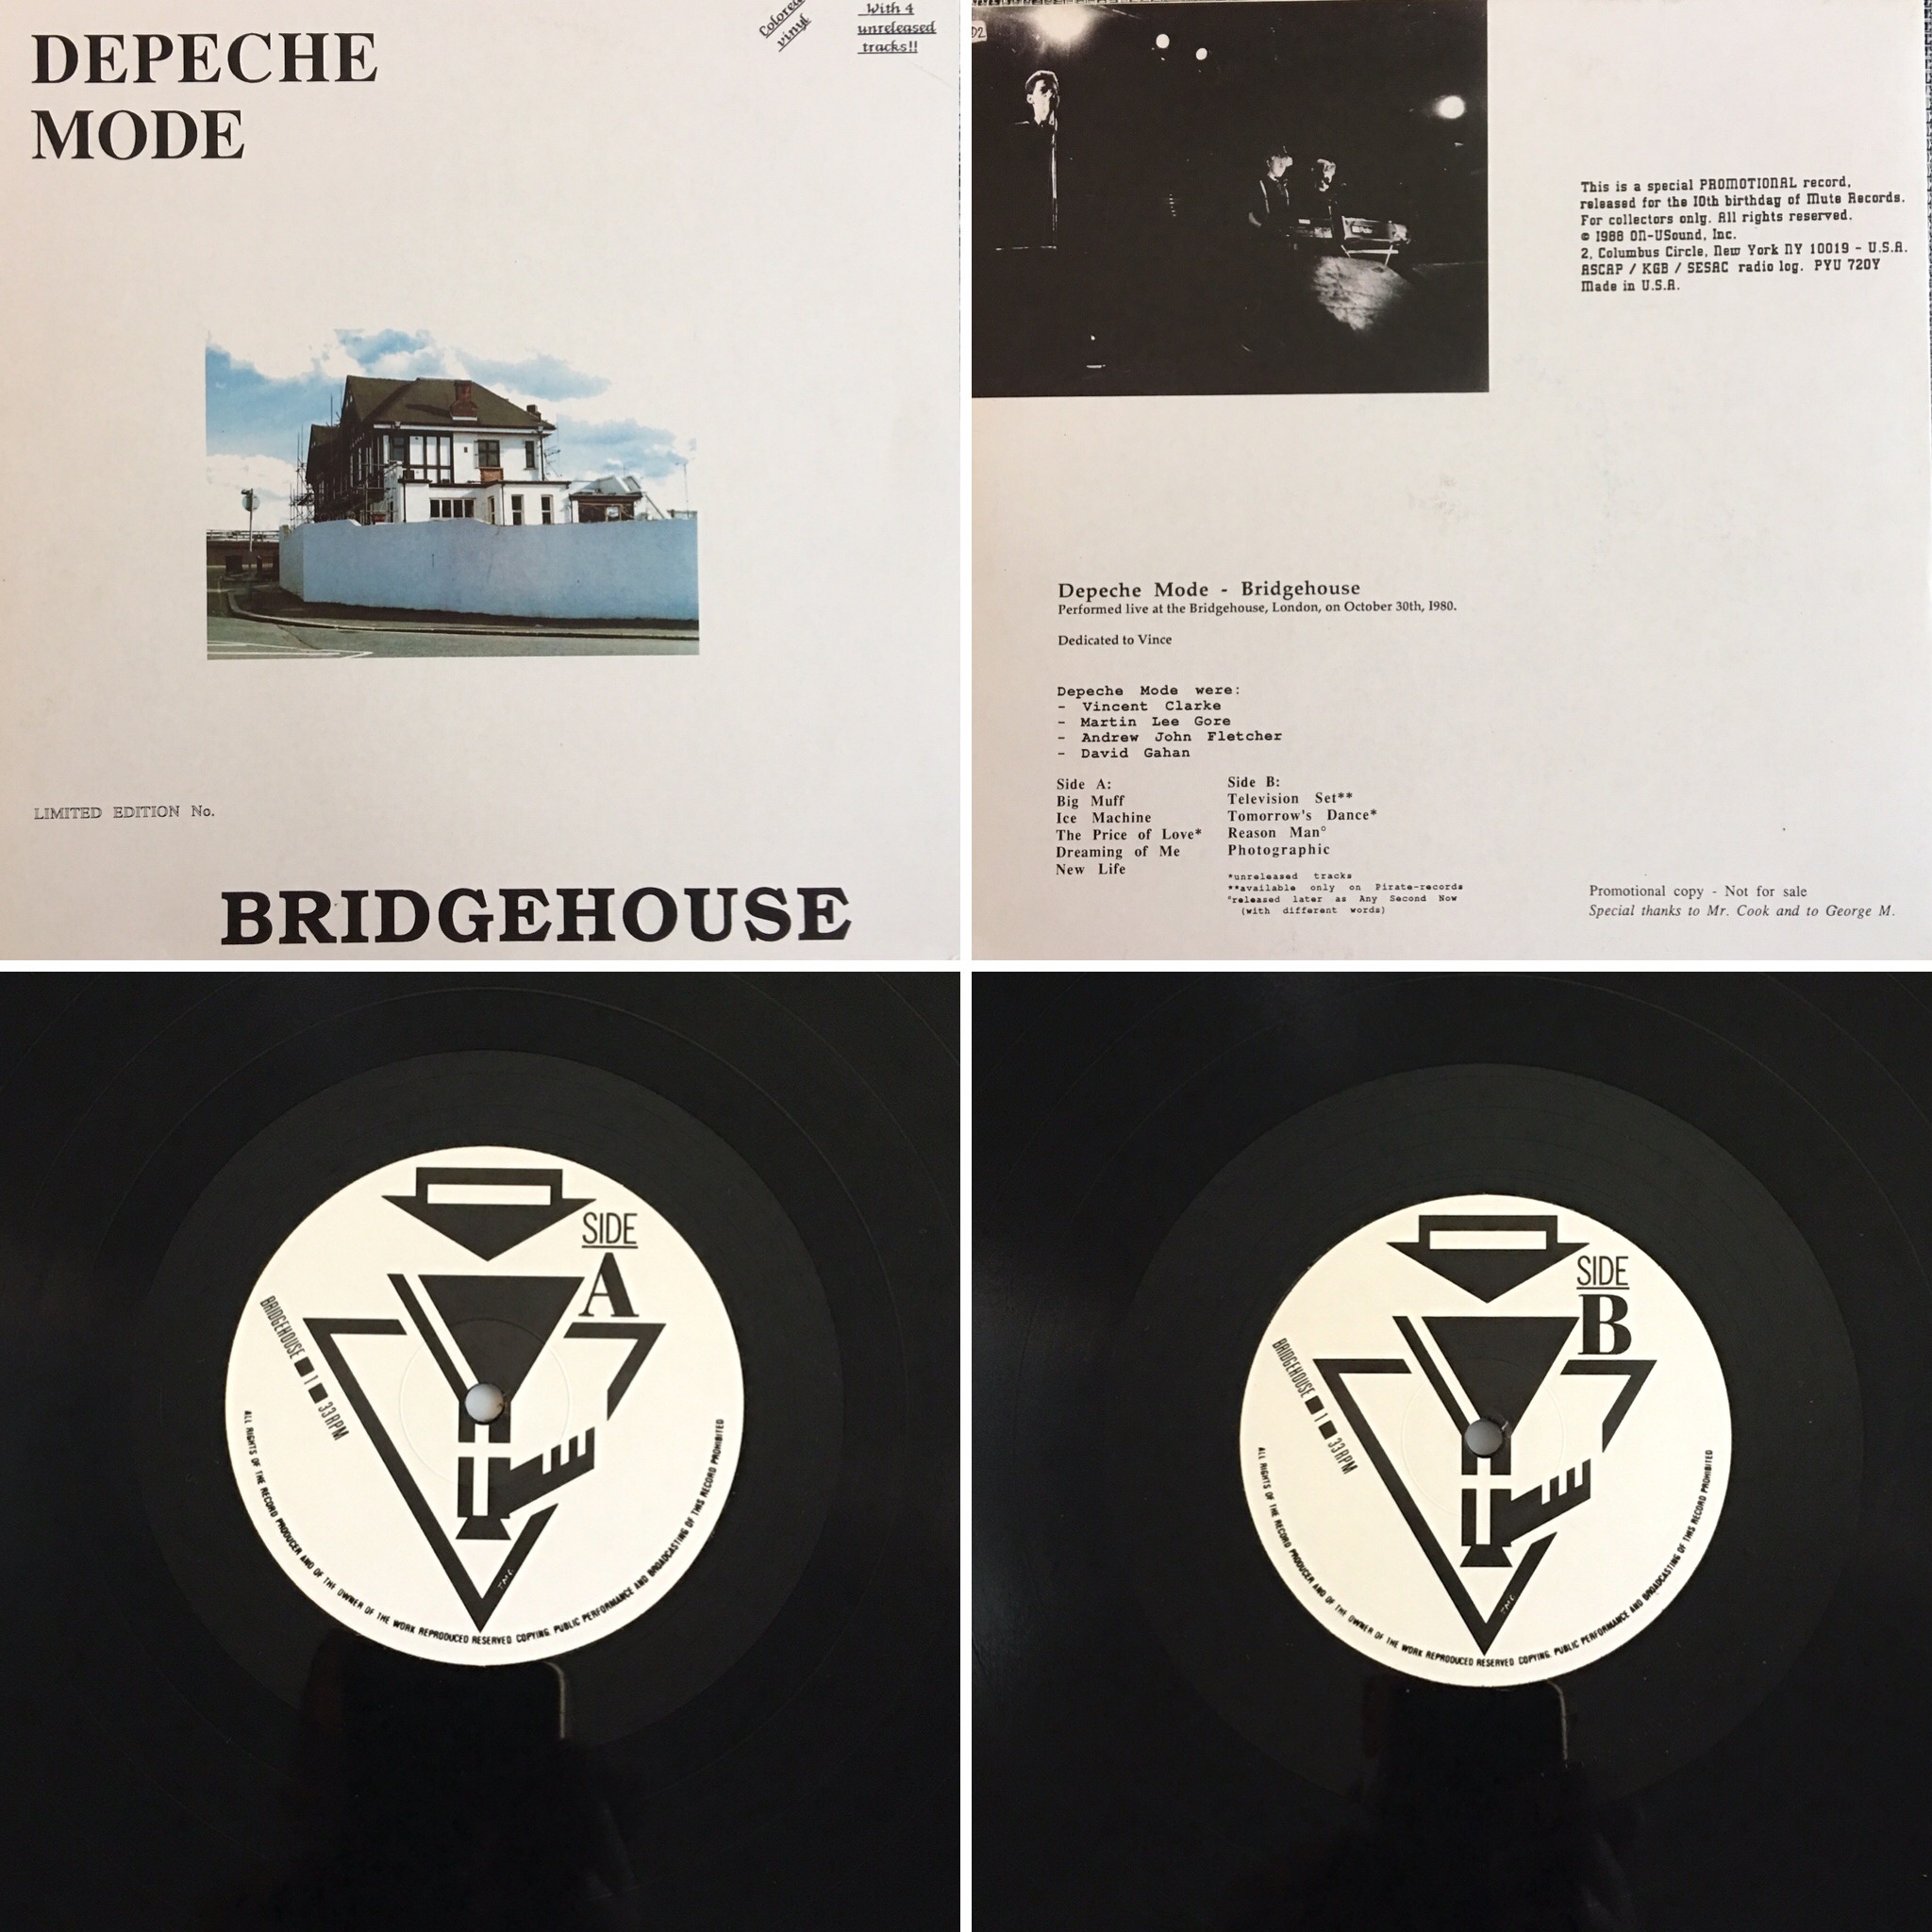 DEPECHE
MODE
Colored
vinyl
With 4
unreleased
tracks!!
LIMITED EDITION No.
BRIDGEHOUSE
D2
This is a special PROMOTIONAL record,
released for the 10th birthday of Mute Records.
For collectors only. All rights reserved.
© 1988 ON-USound, Inc.
2, Columbus Circle, New York NY 10019 - U.S.A.
ASCAP / KGB / SESAC radio log. PYU 720Y
Made in U.S.A.
Depeche Mode - Bridgehouse
Performed live at the Bridgehouse, London, on October 30th, 1980.
Dedicated to Vince
Depeche Mode were:
- Vincent Clarke
- Martin Lee Gore
- Andrew John Fletcher
- David Gahan
Side A:
Big Muff
Ice Machine
The Price of Love*
Dreaming of Me
New Life
Side B:
Television Set**
Tomorrow's Dance*
Reason Man°
Photographic
*unreleased tracks
**available only on Pirate-records
°released later as Any Second Now
(with different words)
Promotional copy - Not for sale
Special thanks to Mr. Cook and to George M.
SIDE
A
BRIDGEHOUSE ■ 1 ■ 33 RPM
ALL RIGHTS OF THE RECORD PRODUCER AND OF THE OWNER OF THE WORK REPRODUCED RESERVED COPYING. PUBLIC PERFORMANCE AND BROADCASTING OF THIS RECORD PROHIBITED
SIDE
B
BRIDGEHOUSE ■ 1 ■ 33 RPM
ALL RIGHTS OF THE RECORD PRODUCER AND OF THE OWNER OF THE WORK REPRODUCED RESERVED COPYING. PUBLIC PERFORMANCE AND BROADCASTING OF THIS RECORD PROHIBITED